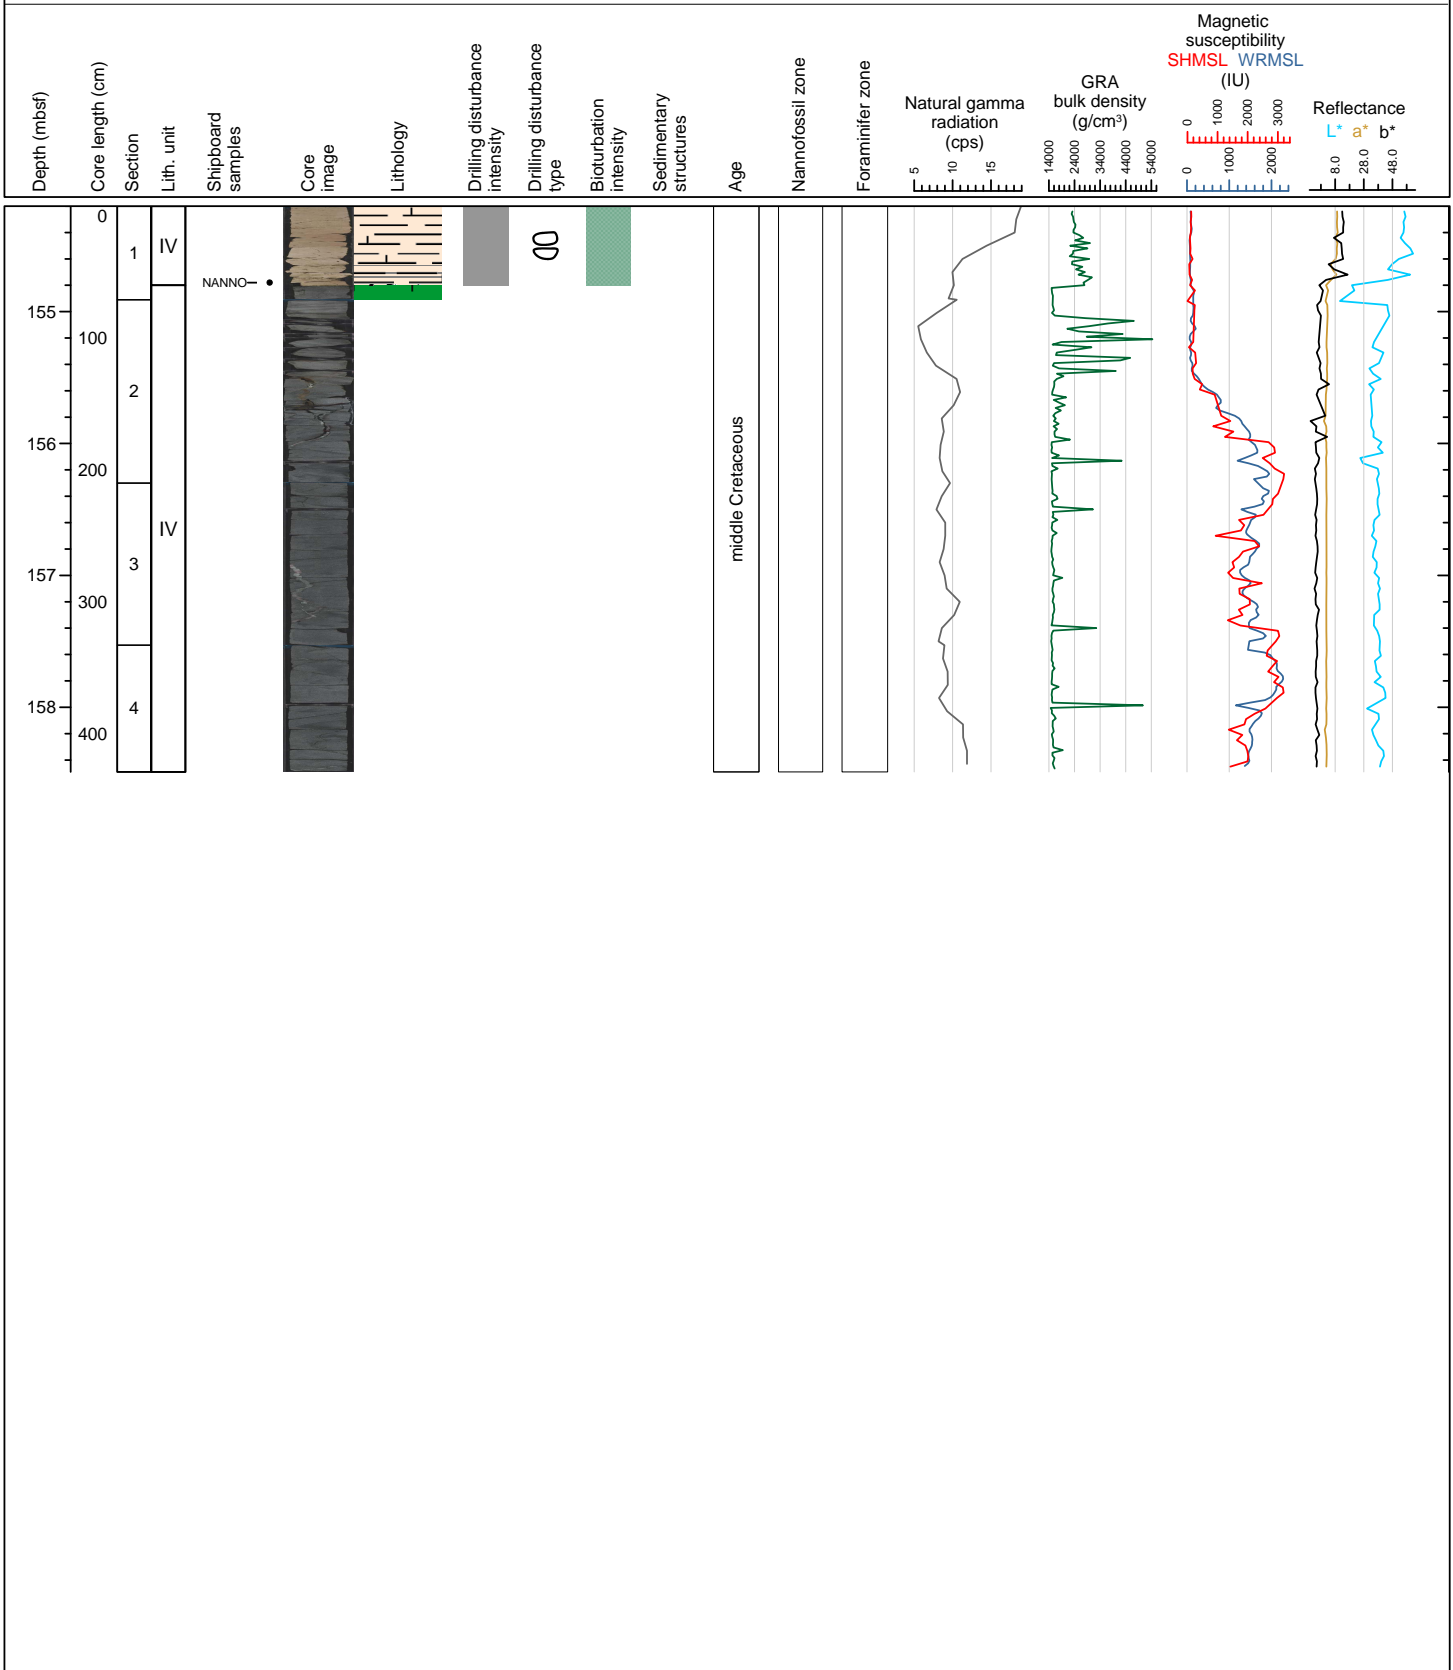 Depth (mbsf)
Core length (cm)
Section
Lith. unit
Shipboard
samples
Core
image
Lithology
Drilling disturbance
intensity
Drilling disturbance
type
Bioturbation
intensity
Sedimentary
structures
Age
Nannofossil zone
Foraminifer zone
Natural gamma
radiation
(cps)
5 10 15
GRA
bulk density
(g/cm³)
14000 24000 34000 44000 54000
Magnetic
susceptibility
SHMSL WRMSL
(IU)
0 1000 2000 3000
0 1000 2000
Reflectance
L* a* b*
8.0 28.0 48.0
0
1
IV
NANNO
155
100
2
156
200
IV
3
157
300
4
158
400
middle Cretaceous